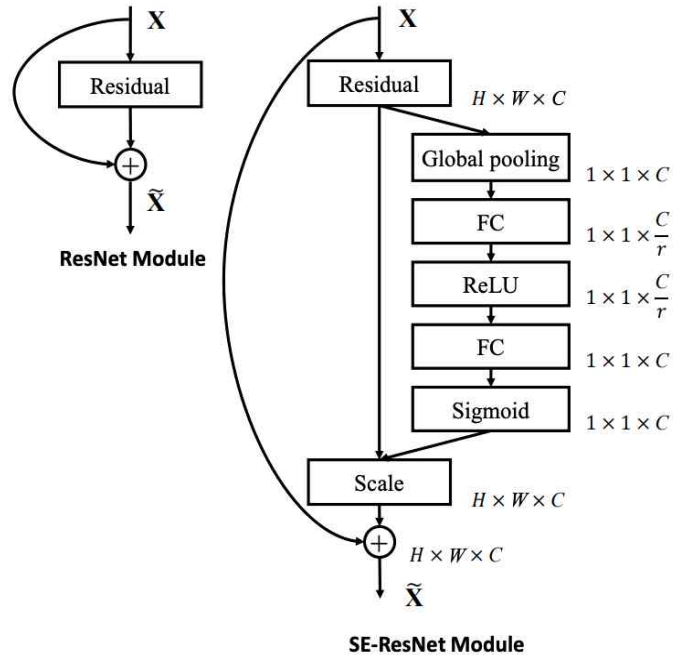 X
Residual
+
X̃
ResNet Module
X
Residual
H × W × C
Global pooling
1 × 1 × C
FC
1 × 1 × C/r
ReLU
1 × 1 × C/r
FC
1 × 1 × C
Sigmoid
1 × 1 × C
Scale
H × W × C
+
H × W × C
X̃
SE-ResNet Module